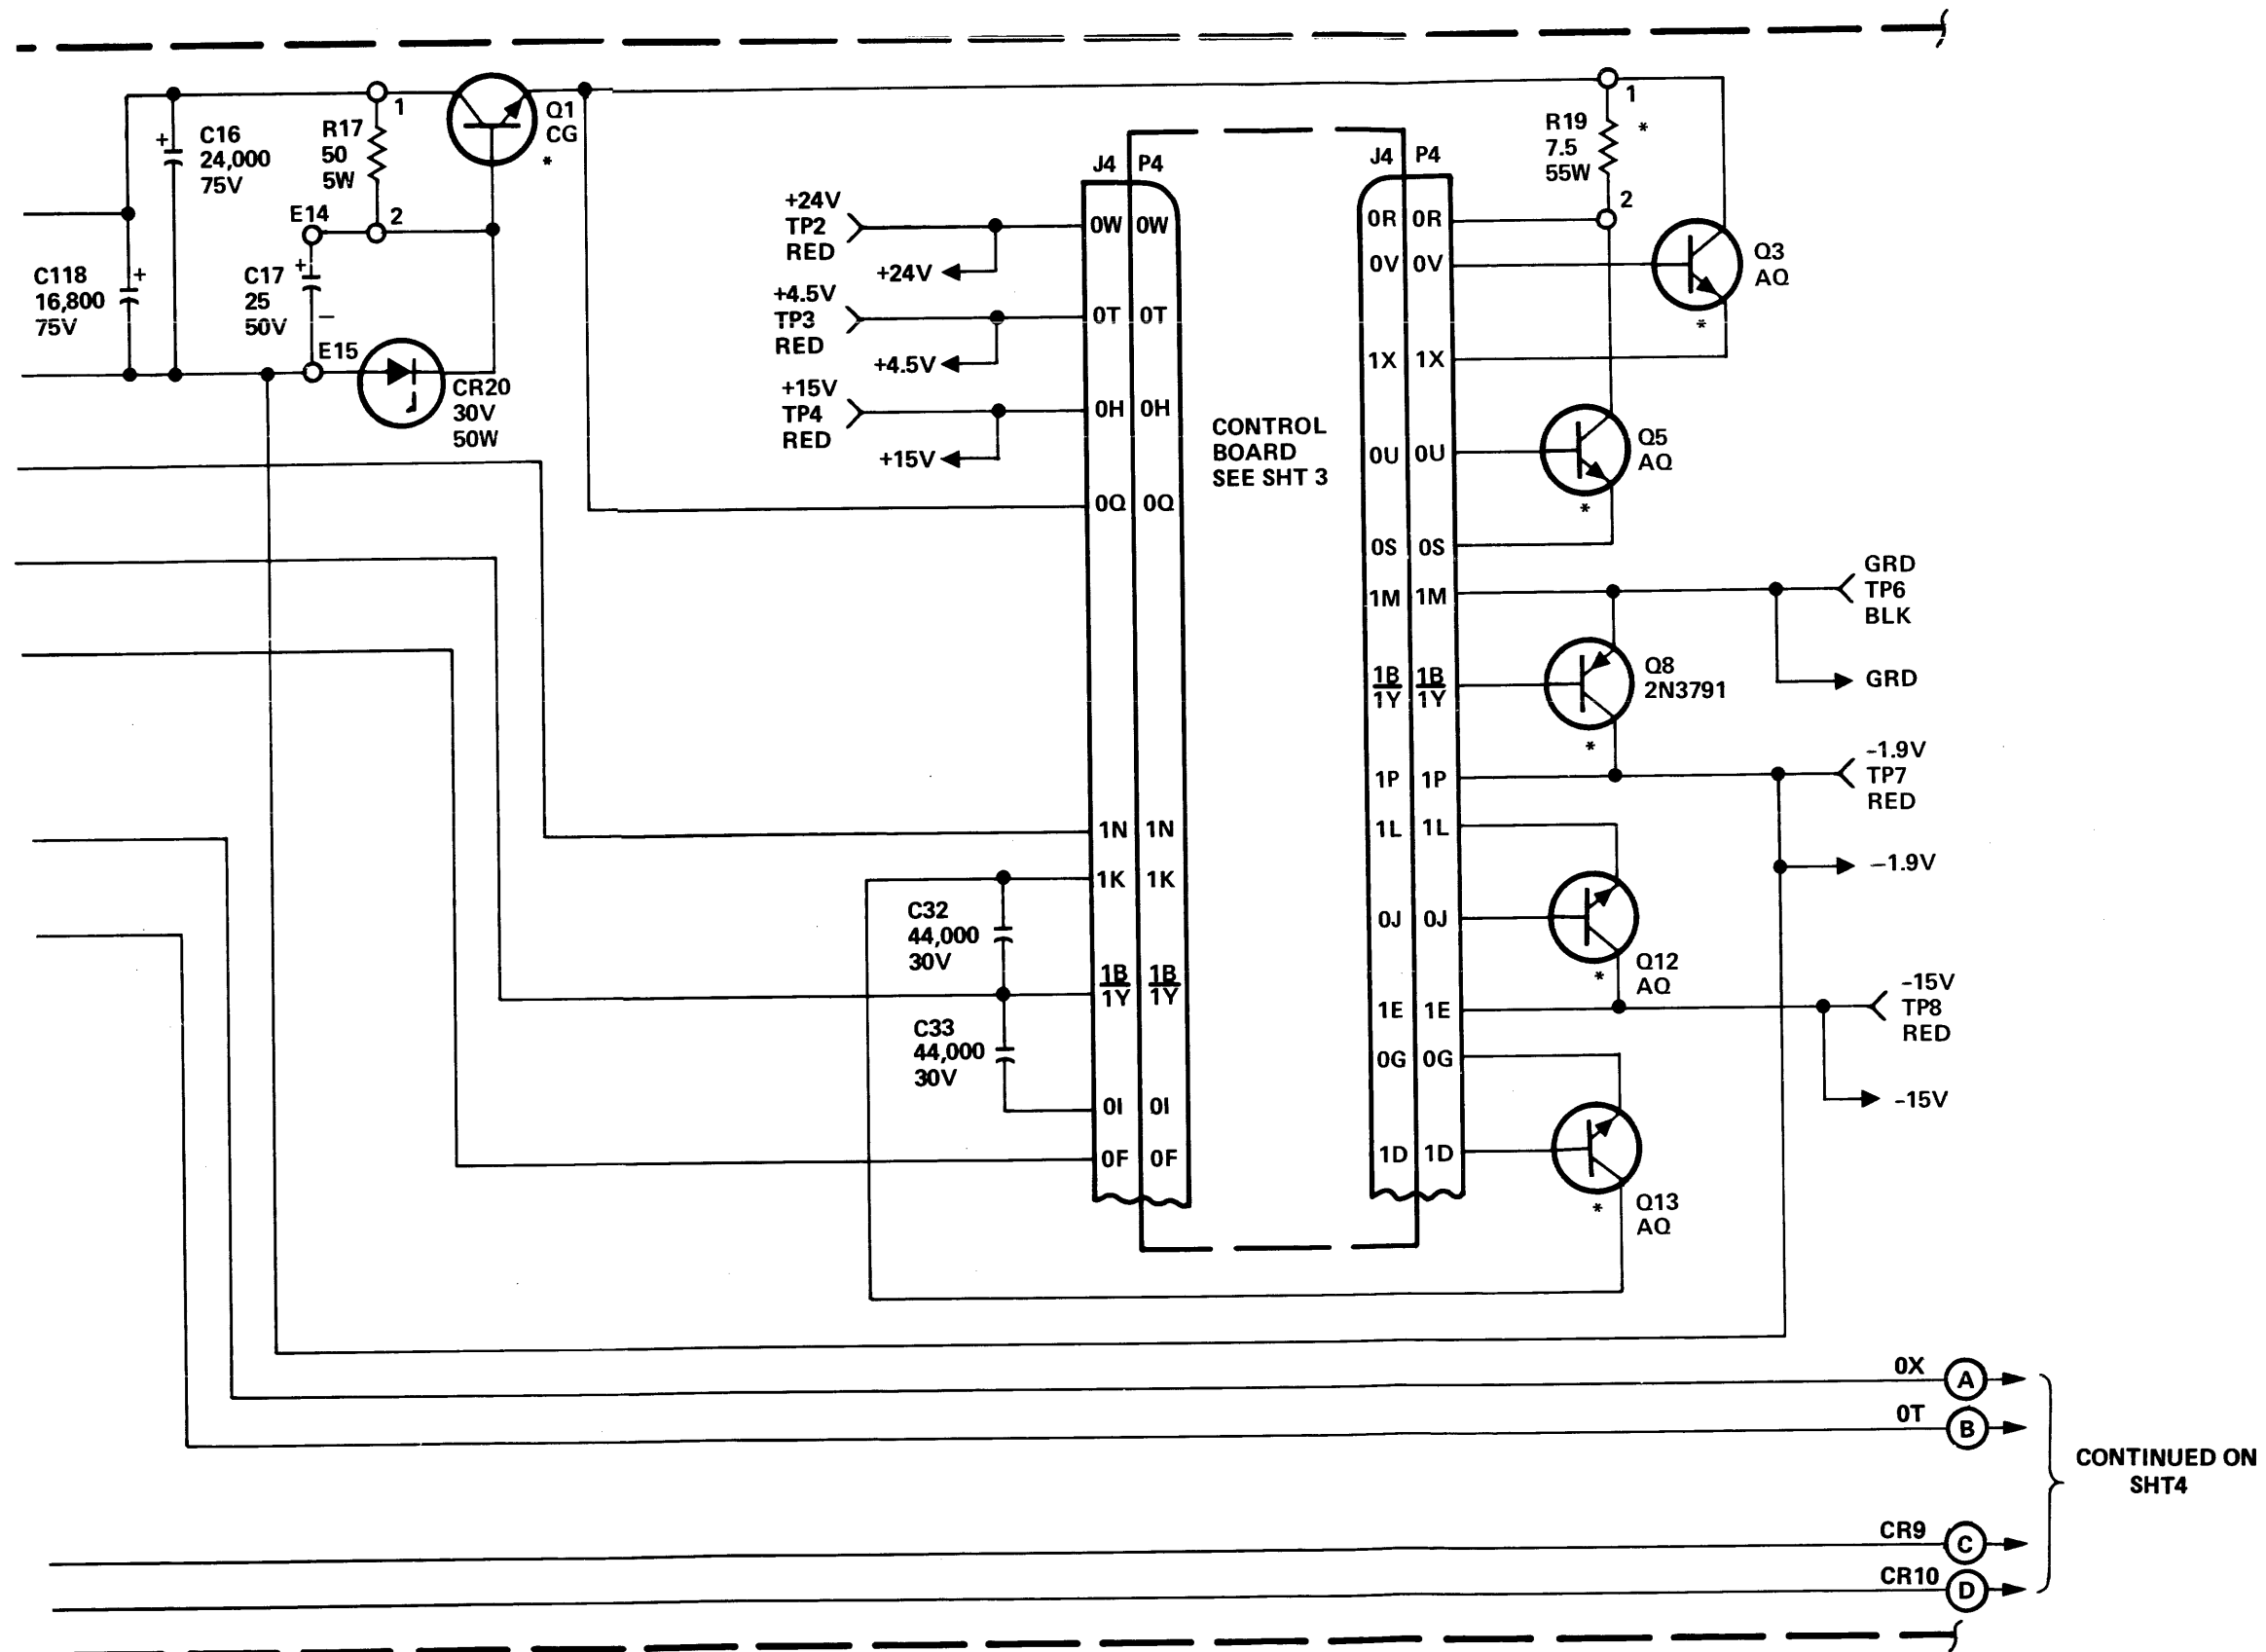 C16
24,000
75V
+
R17
50
5W
1
2
Q1
CG
*
E14
C118
16,800
75V
+
C17
25
50V
+
–
E15
CR20
30V
50W
+24V
TP2
RED
+24V
+4.5V
TP3
RED
+4.5V
+15V
TP4
RED
+15V
J4 P4
0W 0W
0T 0T
0H 0H
0Q 0Q
1N 1N
1K 1K
1B 1B
1Y 1Y
0I 0I
0F 0F
C32
44,000
30V
C33
44,000
30V
CONTROL
BOARD
SEE SHT 3
J4 P4
0R 0R
0V 0V
1X 1X
0U 0U
0S 0S
1M 1M
1B 1B
1Y 1Y
1P 1P
1L 1L
0J 0J
1E 1E
0G 0G
1D 1D
R19
7.5
55W
1
*
2
Q3
AQ
*
Q5
AQ
*
GRD
TP6
BLK
Q8
2N3791
*
GRD
–1.9V
TP7
RED
–1.9V
Q12
AQ
*
–15V
TP8
RED
–15V
Q13
AQ
*
0X A
0T B
CONTINUED ON
SHT4
CR9 C
CR10 D